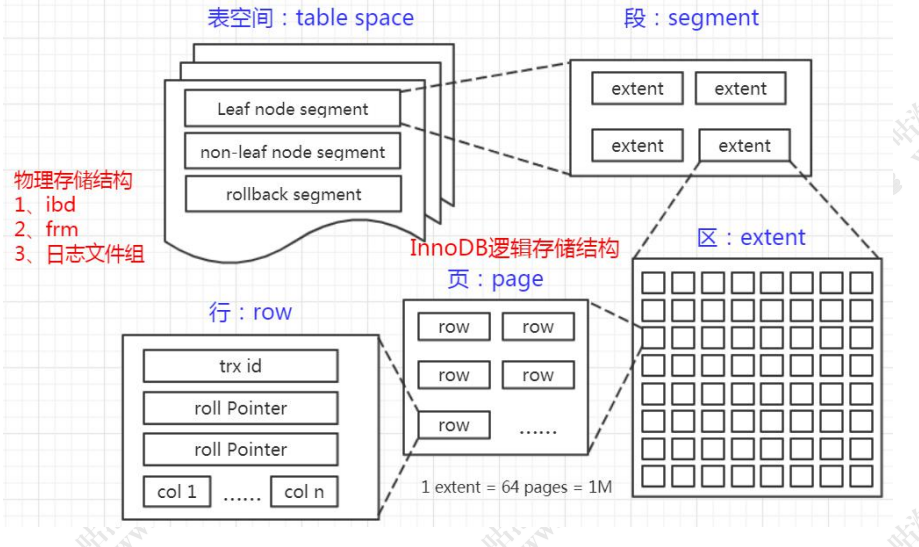 表空间：table space
段：segment
Leaf node segment
non-leaf node segment
rollback segment
extent
extent
extent
extent
物理存储结构
1、ibd
2、frm
3、日志文件组
InnoDB逻辑存储结构
区：extent
页：page
row
row
row
row
row
……
行：row
trx id
roll Pointer
roll Pointer
col 1
……
col n
1 extent = 64 pages = 1M